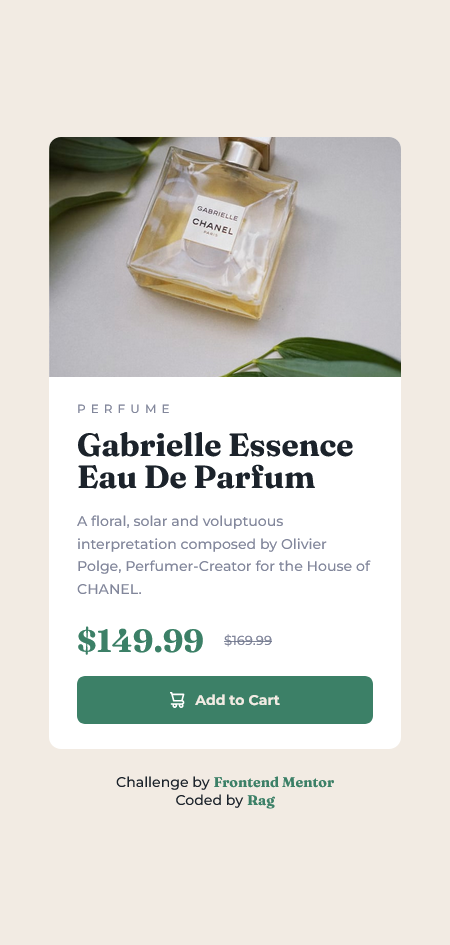 GABRIELLE
CHANEL
PARIS
PERFUME
Gabrielle Essence
Eau De Parfum
A floral, solar and voluptuous
interpretation composed by Olivier
Polge, Perfumer-Creator for the House of
CHANEL.
$149.99 $169.99
Add to Cart
Challenge by Frontend Mentor
Coded by Rag